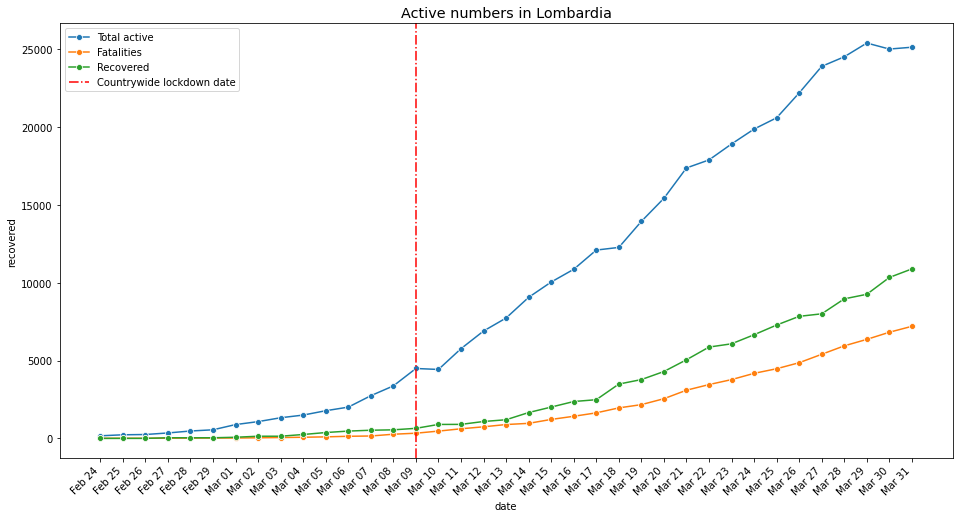 Active numbers in Lombardia
Total active
Fatalities
Recovered
Countrywide lockdown date
recovered
25000
20000
15000
10000
5000
0
Feb 24
Feb 25
Feb 26
Feb 27
Feb 28
Feb 29
Mar 01
Mar 02
Mar 03
Mar 04
Mar 05
Mar 06
Mar 07
Mar 08
Mar 09
Mar 10
Mar 11
Mar 12
Mar 13
Mar 14
Mar 15
Mar 16
Mar 17
Mar 18
Mar 19
Mar 20
Mar 21
Mar 22
Mar 23
Mar 24
Mar 25
Mar 26
Mar 27
Mar 28
Mar 29
Mar 30
Mar 31
date